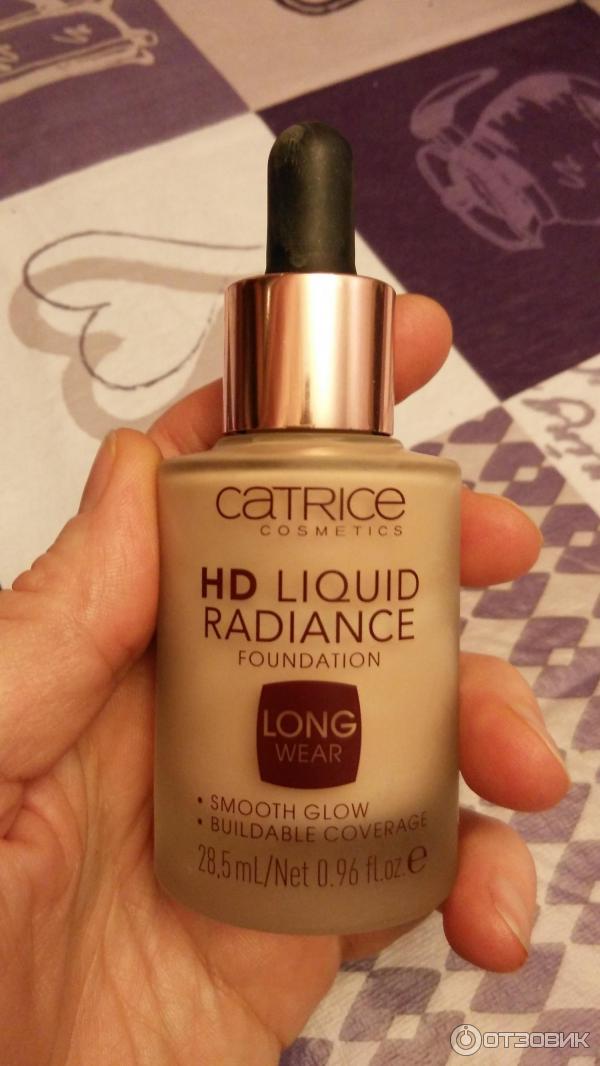 CATRICE
COSMETICS
HD LIQUID
RADIANCE
FOUNDATION
LONG
WEAR
• SMOOTH GLOW
• BUILDABLE COVERAGE
28,5 mL/Net 0.96 fl.oz. e
ОТЗОВИК